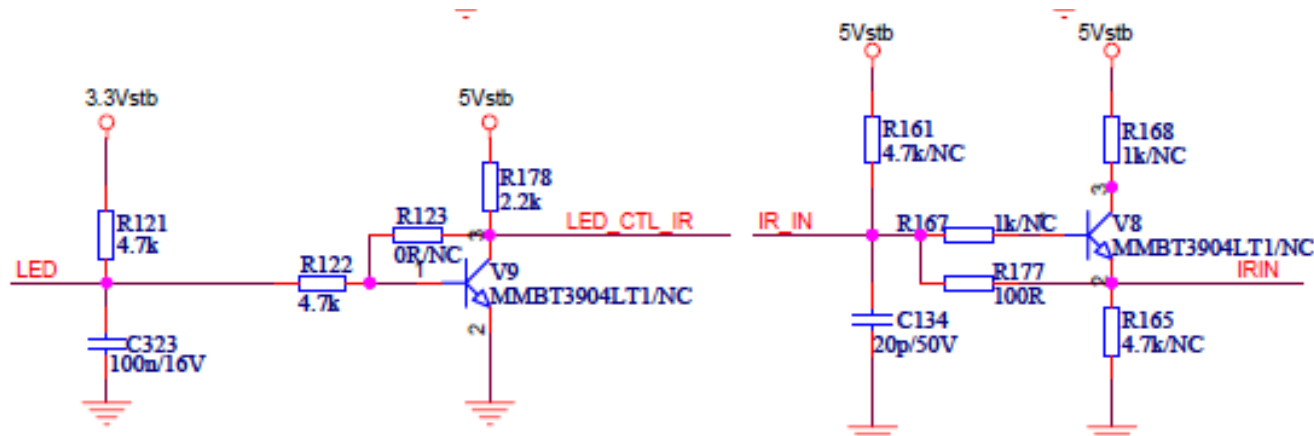 5Vstb
5Vstb
3.3Vstb
5Vstb
R161
4.7k/NC
R168
1k/NC
R178
2.2k
3
R121
4.7k
R123
0R/NC
3
LED_CTL_IR
IR_IN
R167
1k/NC
V8
MMBT3904LT1/NC
LED
R122
4.7k
1
V9
MMBT3904LT1/NC
R177
100R
2
IRIN
2
C323
100n/16V
C134
20p/50V
R165
4.7k/NC